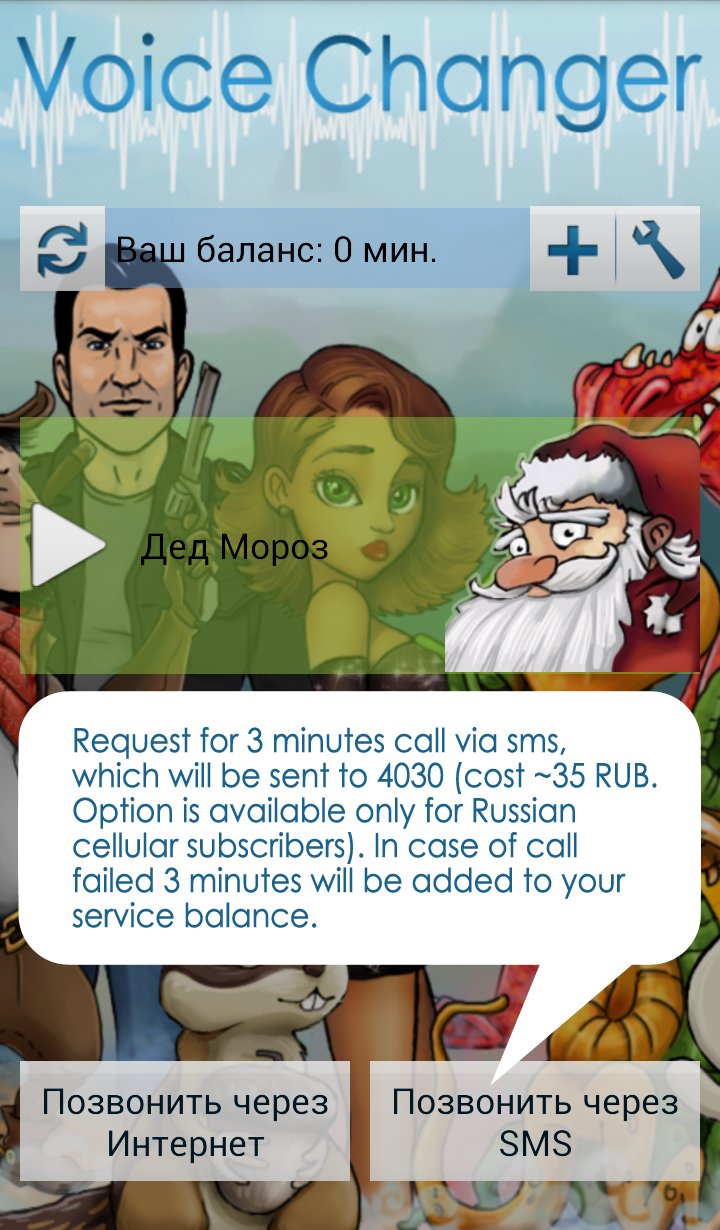 Voice Changer
Ваш баланс: 0 мин.
Дед Мороз
Request for 3 minutes call via sms,
which will be sent to 4030 (cost ~35 RUB.
Option is available only for Russian
cellular subscribers). In case of call
failed 3 minutes will be added to your
service balance.
Позвонить через
Интернет
Позвонить через
SMS